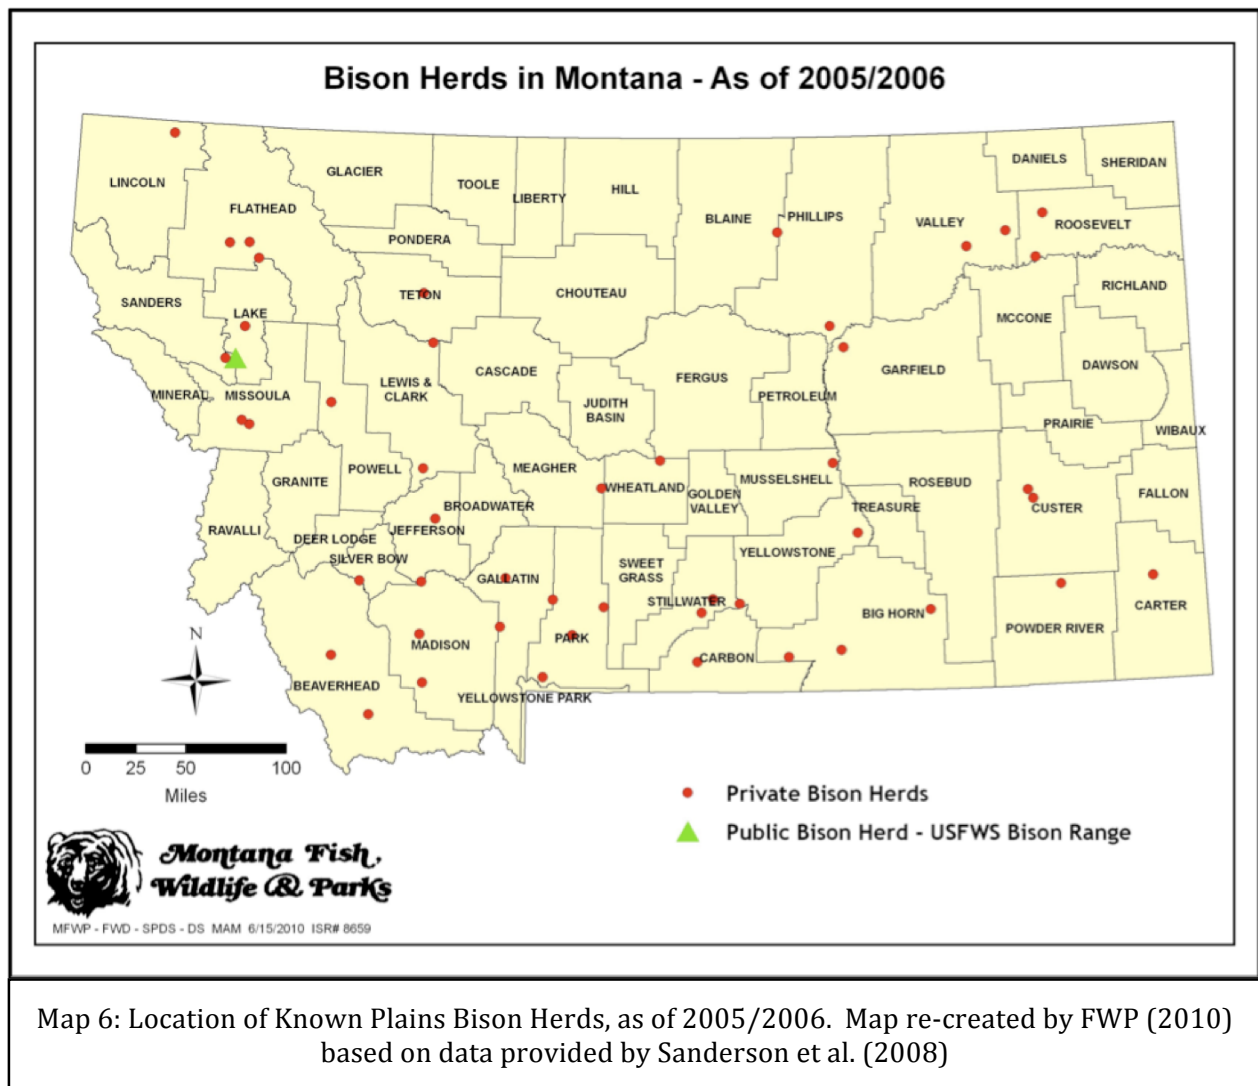 Bison Herds in Montana - As of 2005/2006
LINCOLN
FLATHEAD
GLACIER
TOOLE
LIBERTY
HILL
BLAINE
PHILLIPS
VALLEY
DANIELS
SHERIDAN
ROOSEVELT
PONDERA
TETON
CHOUTEAU
SANDERS
LAKE
RICHLAND
MCCONE
DAWSON
GARFIELD
CASCADE
FERGUS
LEWIS &
CLARK
JUDITH
BASIN
PETROLEUM
MINERAL
MISSOULA
PRAIRIE
WIBAUX
POWELL
GRANITE
MEAGHER
WHEATLAND
GOLDEN
VALLEY
MUSSELSHELL
ROSEBUD
TREASURE
CUSTER
FALLON
RAVALLI
DEER LODGE
SILVER BOW
JEFFERSON
BROADWATER
GALLATIN
SWEET
GRASS
YELLOWSTONE
STILLWATER
BIG HORN
POWDER RIVER
CARTER
N
BEAVERHEAD
MADISON
PARK
CARBON
YELLOWSTONE PARK
0 25 50 100
Miles
Private Bison Herds
Public Bison Herd - USFWS Bison Range
Montana Fish,
Wildlife & Parks
MFWP - FWD - SPDS - DS MAM 6/15/2010 ISR# 8659
Map 6: Location of Known Plains Bison Herds, as of 2005/2006. Map re-created by FWP (2010)
based on data provided by Sanderson et al. (2008)